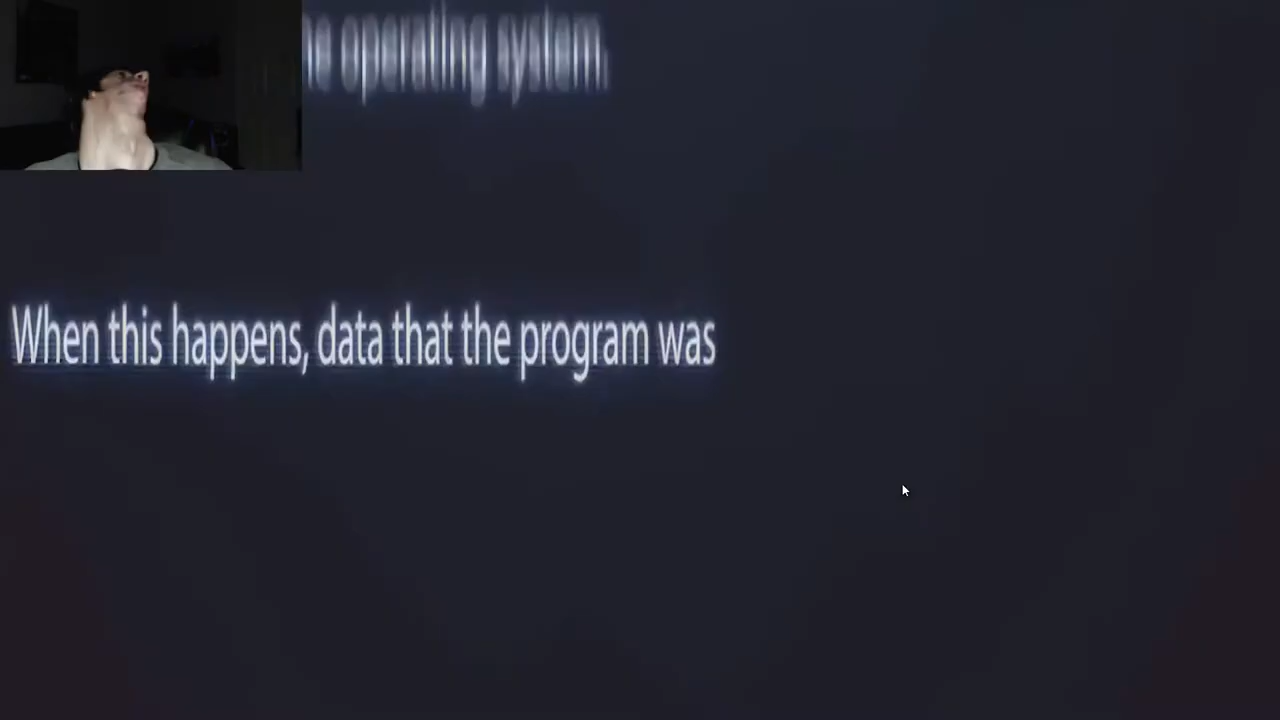 operating system,
When this happens, data that the program was